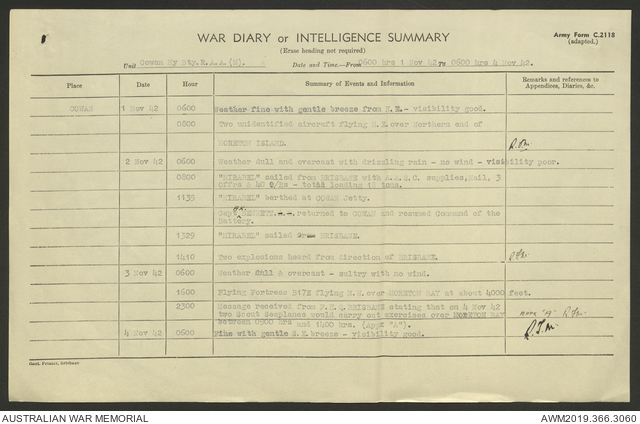 WAR DIARY or INTELLIGENCE SUMMARY
Army Form C.2118
(adapted.)
(Erase heading not required)
Unit Cowan Hy Bty.R.A.A.(M). Date and Time.—From 0600 hrs 1 Nov 42 To 0600 hrs 4 Nov 42.
Place Date Hour Summary of Events and Information Remarks and references to
Appendices, Diaries, &c.
COWAN 1 Nov 42 0600 Weather fine with gentle breeze from N.E.- visibility good.
0800 Two unidentified aircraft flying N.E. over Northern end of
MORETON ISLAND.
2 Nov 42 0600 Weather dull and overcast with drizzling rain - no wind - visibility poor.
0800 "MIRABEL" sailed from BRISBANE with A.A.S.C. supplies, Mail, 3
Offrs & 40 O/Rs - total loading 18 tons.
1135 "MIRABEL" berthed at COWAN Jetty.
Capt returned to COWAN and resumed Command of the
Battery.
1329 "MIRABEL" sailed BRISBANE.
1410 Two explosions heard from direction of BRISBANE.
3 Nov 42 0600 Weather dull & overcast - sultry with no wind.
1600 Flying Fortress B17E flying N.W. over MORETON BAY at about 4000 feet.
2300 Message received from BRISBANE stating that on 4 Nov 42
two Scout Seaplanes would carry out exercises over MORETON BAY
between 0900 hrs and 1400 hrs. (Appx "A"). "A"
4 Nov 42 0600 Fine with gentle N.E. breeze - visibility good.
Govt. Printer, Brisbane
AUSTRALIAN WAR MEMORIAL
AWM2019.366.3060